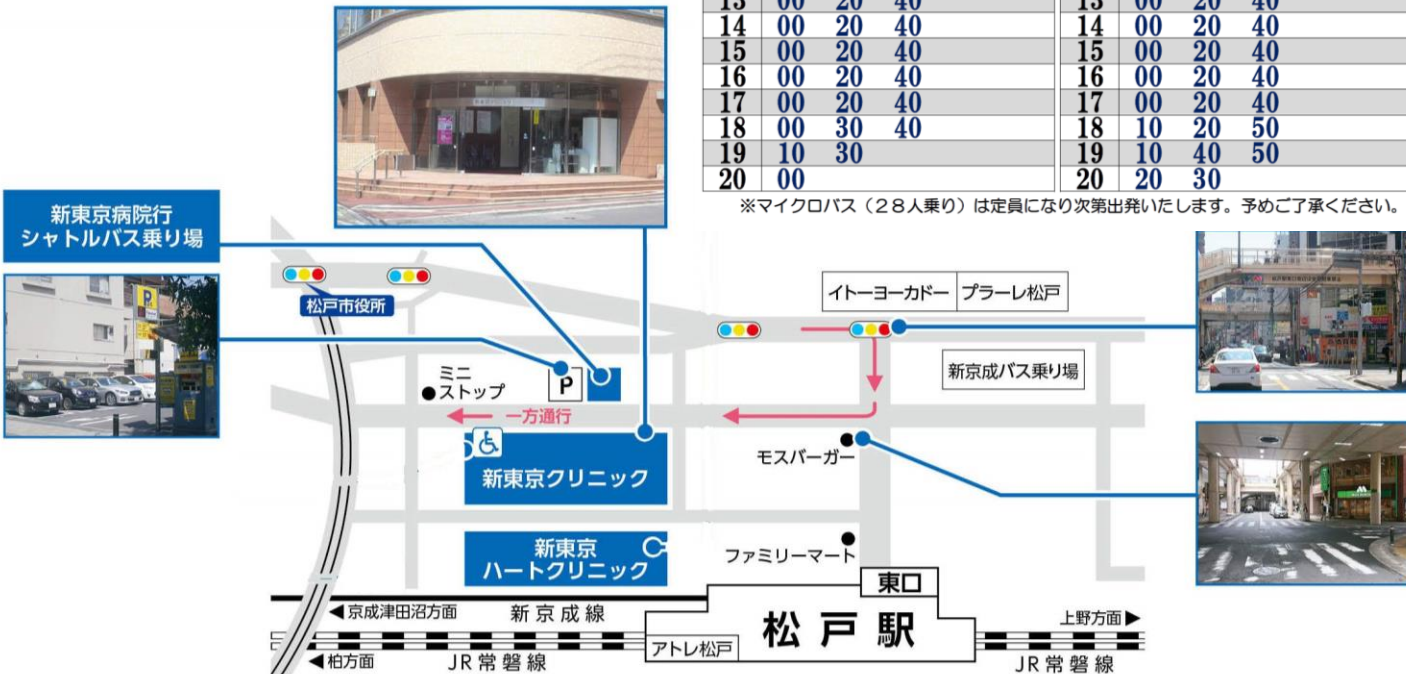 13 00 20 40
14 00 20 40
15 00 20 40
16 00 20 40
17 00 20 40
18 00 30 40
19 10 30
20 00
13 00 20 40
14 00 20 40
15 00 20 40
16 00 20 40
17 00 20 40
18 10 20 50
19 10 40 50
20 20 30
※マイクロバス（２８人乗り）は定員になり次第出発いたします。予めご了承ください。
新東京病院行
シャトルバス乗り場
松戸市役所
イトーヨーカドー プラーレ松戸
新京成バス乗り場
ミニ
ストップ
P
一方通行
モスバーガー
新東京クリニック
新東京
ハートクリニック
ファミリーマート
東口
松戸駅
アトレ松戸
◀京成津田沼方面
新京成線
上野方面▶
◀柏方面
JR常磐線
JR常磐線